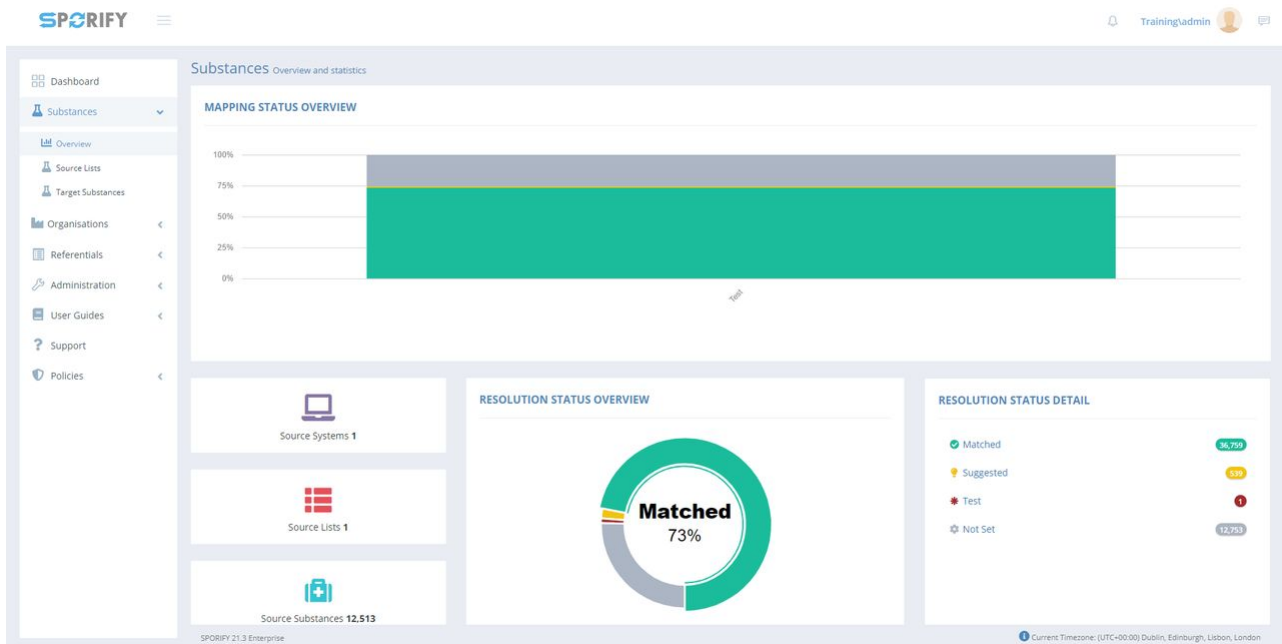 SPORIFY
Training\admin
Dashboard
Substances
Overview
Source Lists
Target Substances
Organisations
Referentials
Administration
User Guides
Support
Policies
Substances Overview and statistics
MAPPING STATUS OVERVIEW
100%
75%
50%
25%
0%
Test
Source Systems 1
Source Lists 1
Source Substances 12,513
RESOLUTION STATUS OVERVIEW
Matched
73%
RESOLUTION STATUS DETAIL
Matched 36,759
Suggested 539
Test 1
Not Set 12,753
SPORIFY 21.3 Enterprise
Current Timezone: (UTC+00:00) Dublin, Edinburgh, Lisbon, London